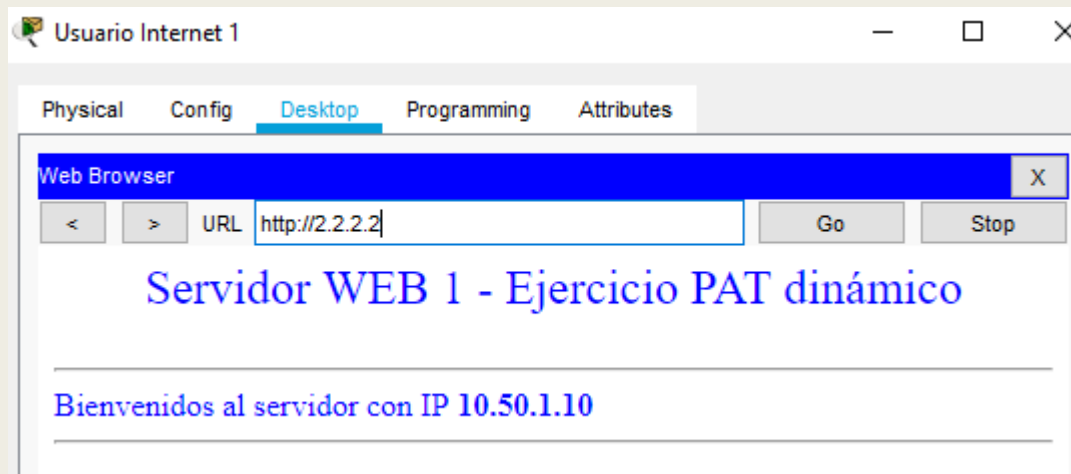 Usuario Internet 1
Physical Config Desktop Programming Attributes
Web Browser X
< > URL http://2.2.2.2 Go Stop
Servidor WEB 1 - Ejercicio PAT dinámico
Bienvenidos al servidor con IP 10.50.1.10